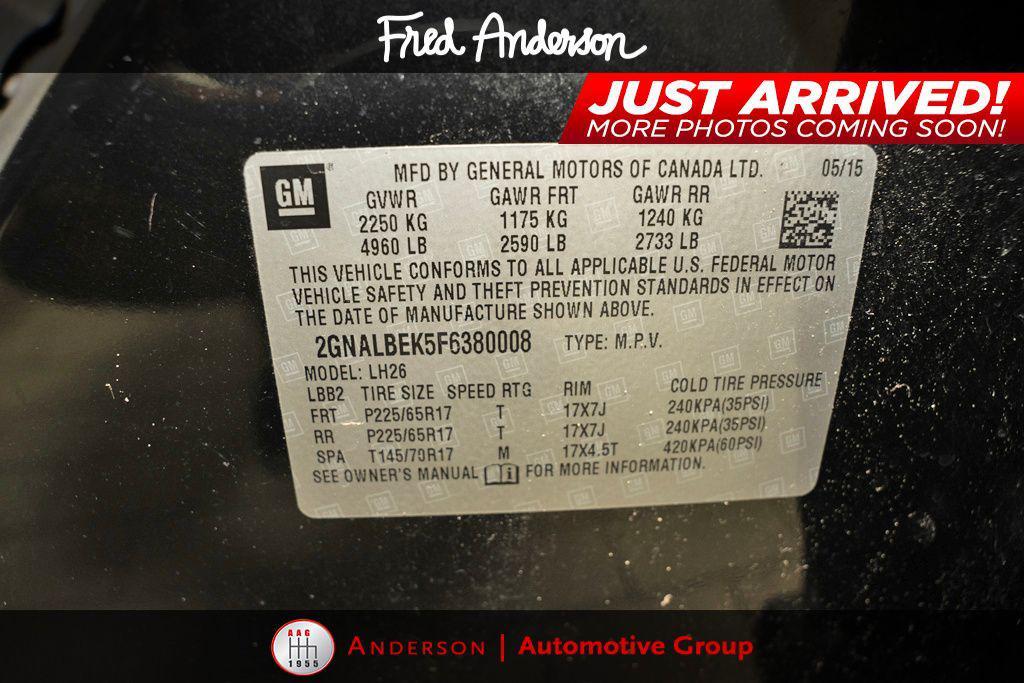 Fred Anderson
JUST ARRIVED!
MORE PHOTOS COMING SOON!
GM
MFD BY GENERAL MOTORS OF CANADA LTD. 05/15
GVWR GAWR FRT GAWR RR
2250 KG 1175 KG 1240 KG
4960 LB 2590 LB 2733 LB
THIS VEHICLE CONFORMS TO ALL APPLICABLE U.S. FEDERAL MOTOR
VEHICLE SAFETY AND THEFT PREVENTION STANDARDS IN EFFECT ON
THE DATE OF MANUFACTURE SHOWN ABOVE.
2GNALBEK5F6380008 TYPE: M.P.V.
MODEL: LH26
LBB2 TIRE SIZE SPEED RTG RIM COLD TIRE PRESSURE
FRT P225/65R17 T 17X7J 240KPA(35PSI)
RR P225/65R17 T 17X7J 240KPA(35PSI)
SPA T145/70R17 M 17X4.5T 420KPA(60PSI)
SEE OWNER'S MANUAL FOR MORE INFORMATION.
AAG
1955
ANDERSON | Automotive Group